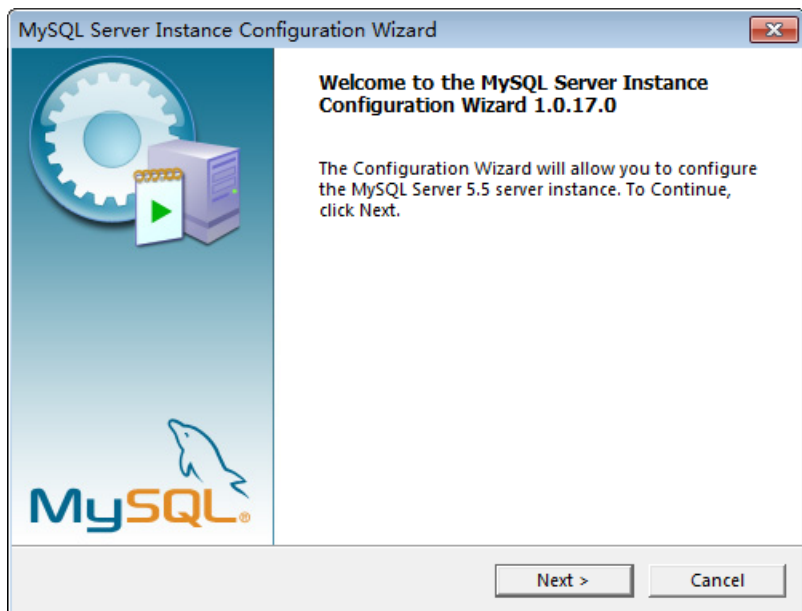 MySQL Server Instance Configuration Wizard
Welcome to the MySQL Server Instance
Configuration Wizard 1.0.17.0
The Configuration Wizard will allow you to configure
the MySQL Server 5.5 server instance. To Continue,
click Next.
MySQL®
Next >
Cancel